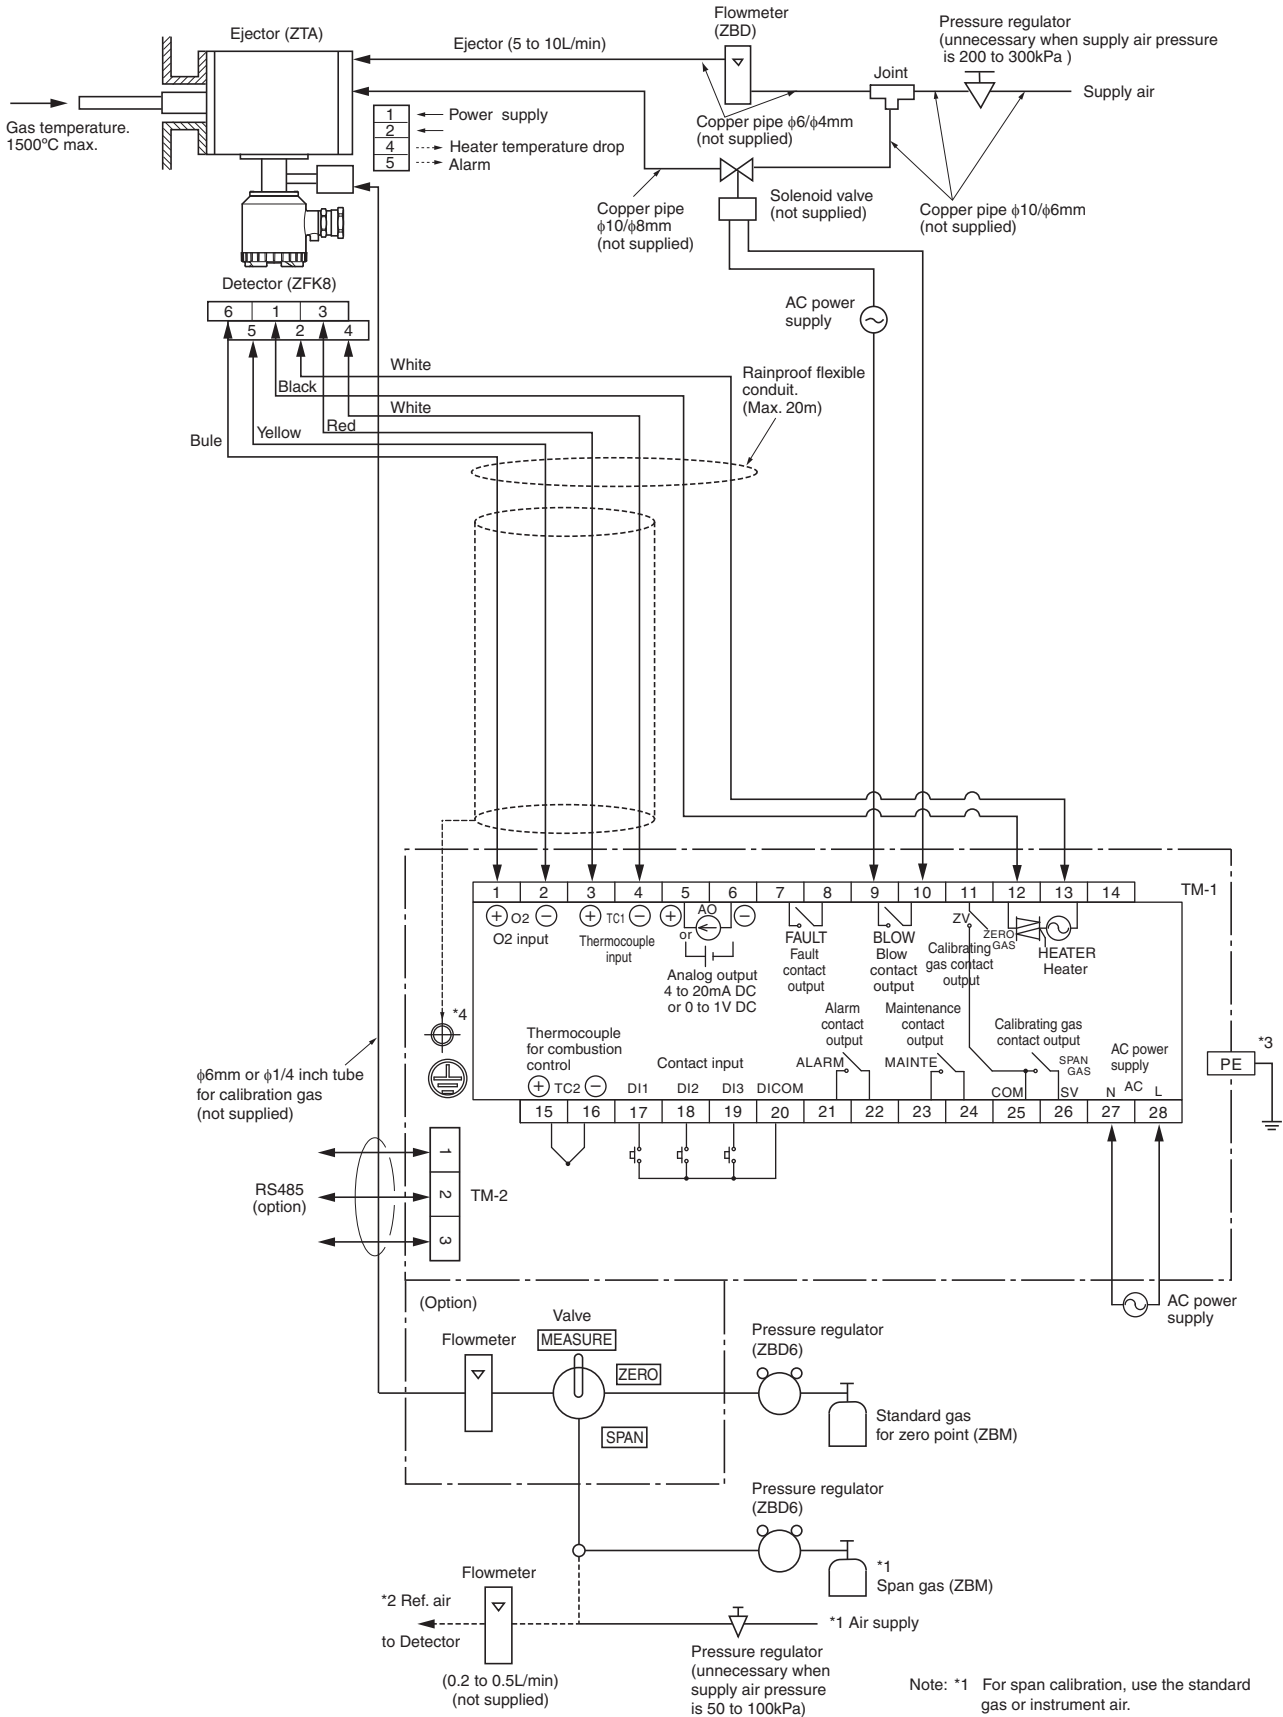 Flowmeter
(ZBD)
Pressure regulator
(unnecessary when supply air pressure
is 200 to 300kPa )
Ejector (ZTA)
Ejector (5 to 10L/min)
Joint
Supply air
Gas temperature.
1500°C max.
1
2
4
5
Power supply
Heater temperature drop
Alarm
Copper pipe ϕ6/ϕ4mm
(not supplied)
Copper pipe
ϕ10/ϕ8mm
(not supplied)
Solenoid valve
(not supplied)
Copper pipe ϕ10/ϕ6mm
(not supplied)
Detector (ZFK8)
6 1 3
5 2 4
AC power
supply
White
Black
White
Red
Yellow
Bule
Rainproof flexible
conduit.
(Max. 20m)
1 2 3 4 5 6 7 8 9 10 11 12 13 14
TM-1
+ O2 −
O2 input
+ TC1 −
Thermocouple
input
+ AO −
or
Analog output
4 to 20mA DC
or 0 to 1V DC
FAULT
Fault
contact
output
BLOW
Blow
contact
output
ZV
ZERO
GAS
Calibrating
gas contact
output
HEATER
Heater
*4
Thermocouple
for combustion
control
+ TC2 −
Contact input
DI1 DI2 DI3 DICOM
Alarm
contact
output
ALARM
Maintenance
contact
output
MAINTE
Calibrating gas
contact output
SPAN
GAS
COM SV
AC power
supply
AC
N L
15 16 17 18 19 20 21 22 23 24 25 26 27 28
*3
PE
ϕ6mm or ϕ1/4 inch tube
for calibration gas
(not supplied)
RS485
(option)
1
2
3
TM-2
AC power
supply
(Option)
Flowmeter
Valve
MEASURE
ZERO
SPAN
Pressure regulator
(ZBD6)
Standard gas
for zero point (ZBM)
Pressure regulator
(ZBD6)
*1
Span gas (ZBM)
Flowmeter
*2 Ref. air
to Detector
(0.2 to 0.5L/min)
(not supplied)
*1 Air supply
Pressure regulator
(unnecessary when
supply air pressure
is 50 to 100kPa)
Note: *1 For span calibration, use the standard
gas or instrument air.